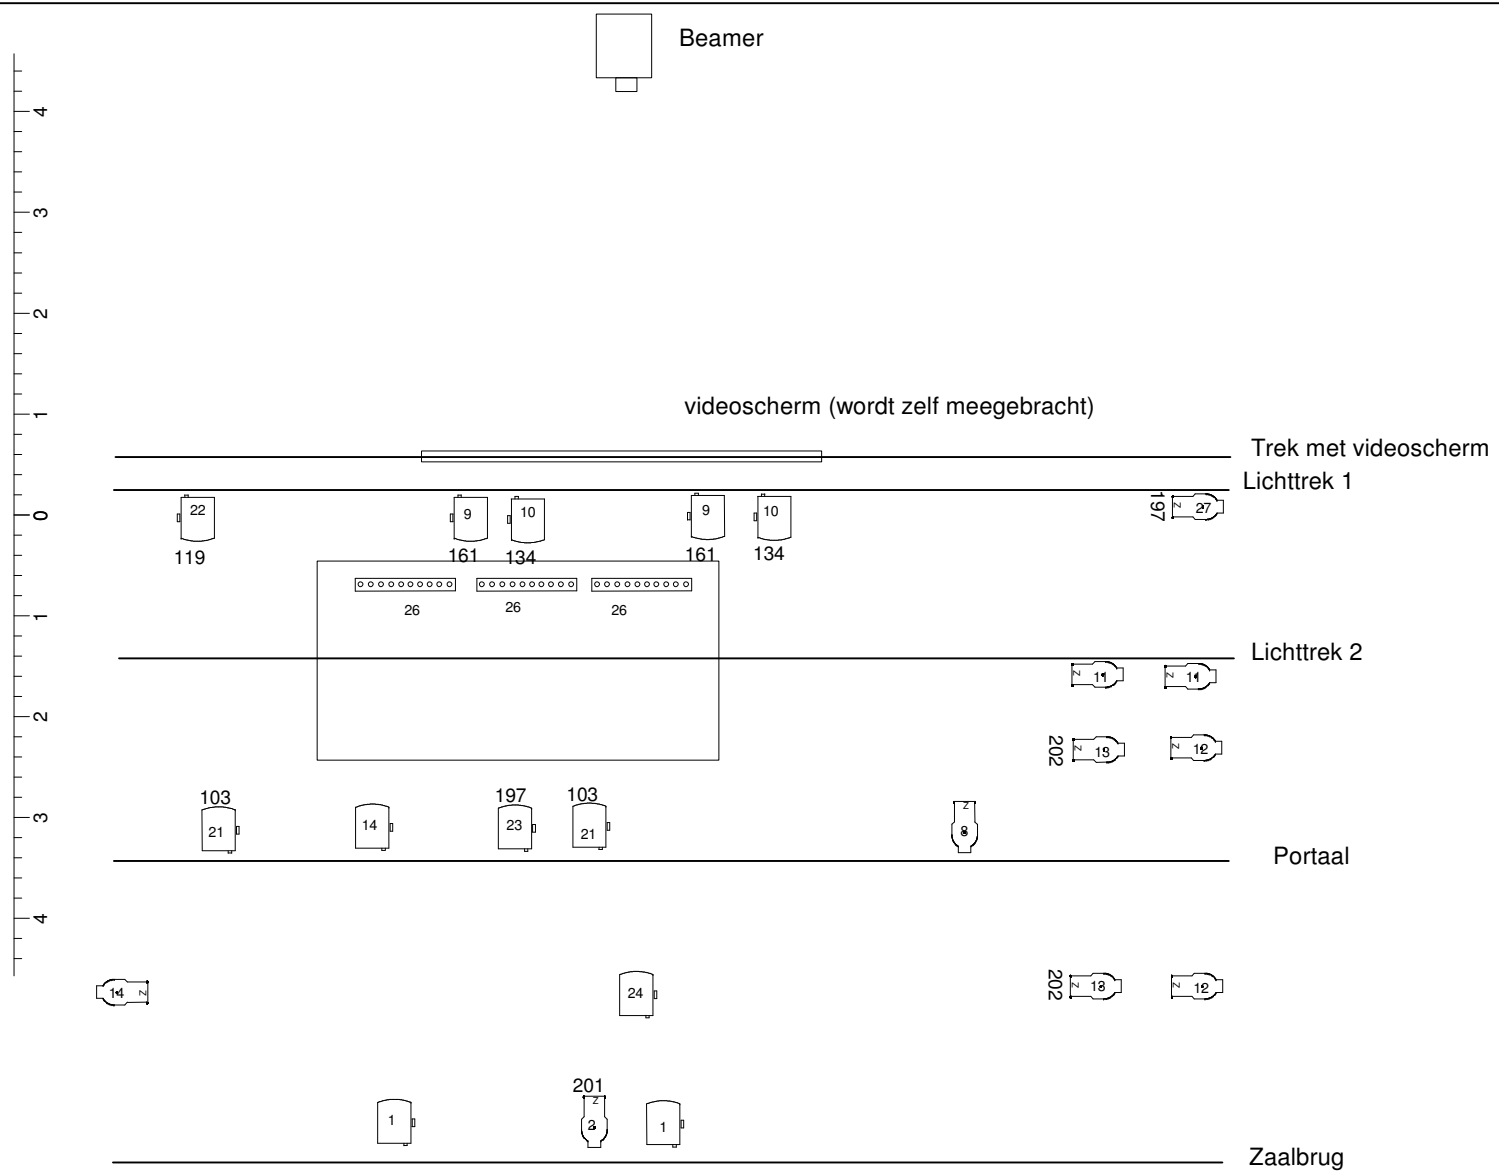 Beamer
4
3
2
videoscherm (wordt zelf meegebracht)
1
Trek met videoscherm
Lichttrek 1
0
22 9 10 9 10 197 Z 27
119 161 134 161 134
26 26 26
1
Lichttrek 2
Z 11 Z 11
2
202 Z 13 Z 12
103 197 103
3
21 14 23 21 Z 8
Portaal
4
14 Z 24 202 Z 13 Z 12
201
1 Z 2 1
Zaalbrug